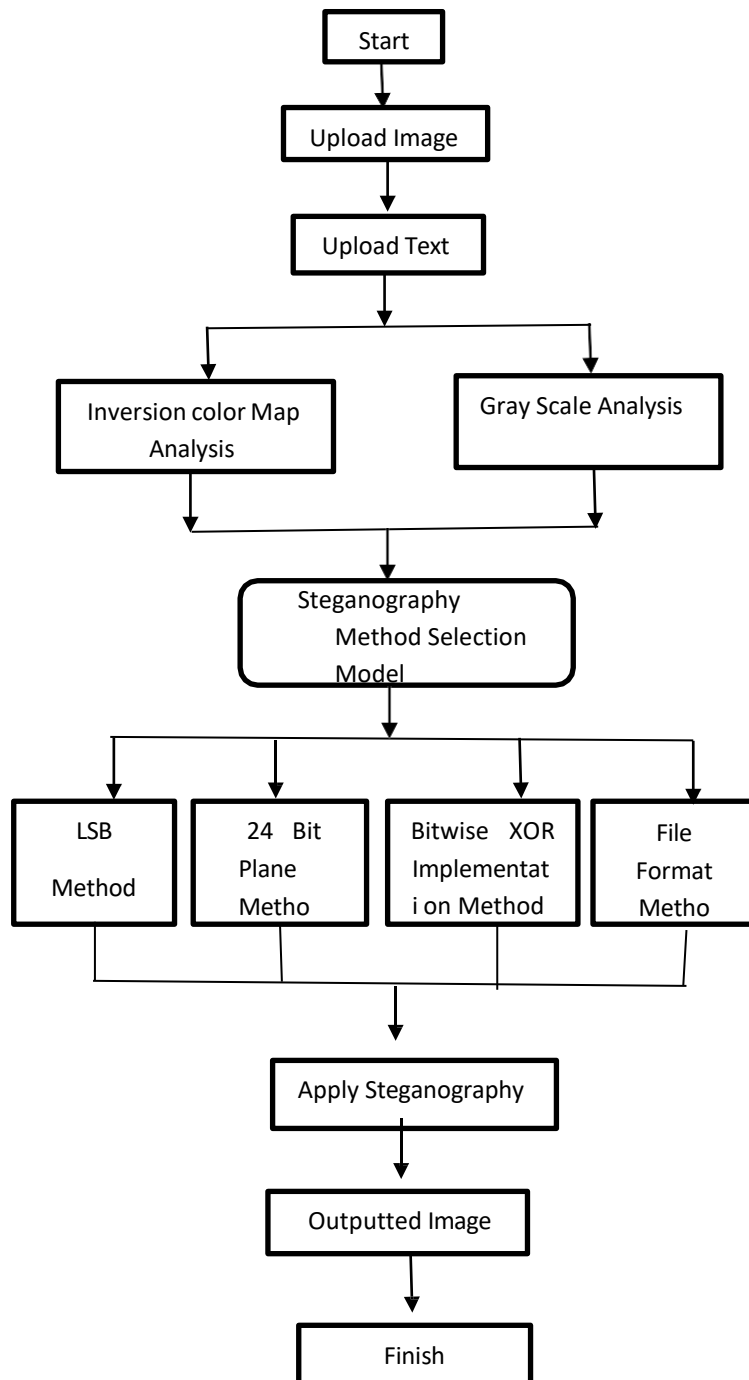 Start
Upload Image
Upload Text
Inversion color Map
Analysis
Gray Scale Analysis
Steganography
Method Selection
Model
LSB
Method
24 Bit
Plane
Metho
Bitwise XOR
Implementat
i on Method
File
Format
Metho
Apply Steganography
Outputted Image
Finish